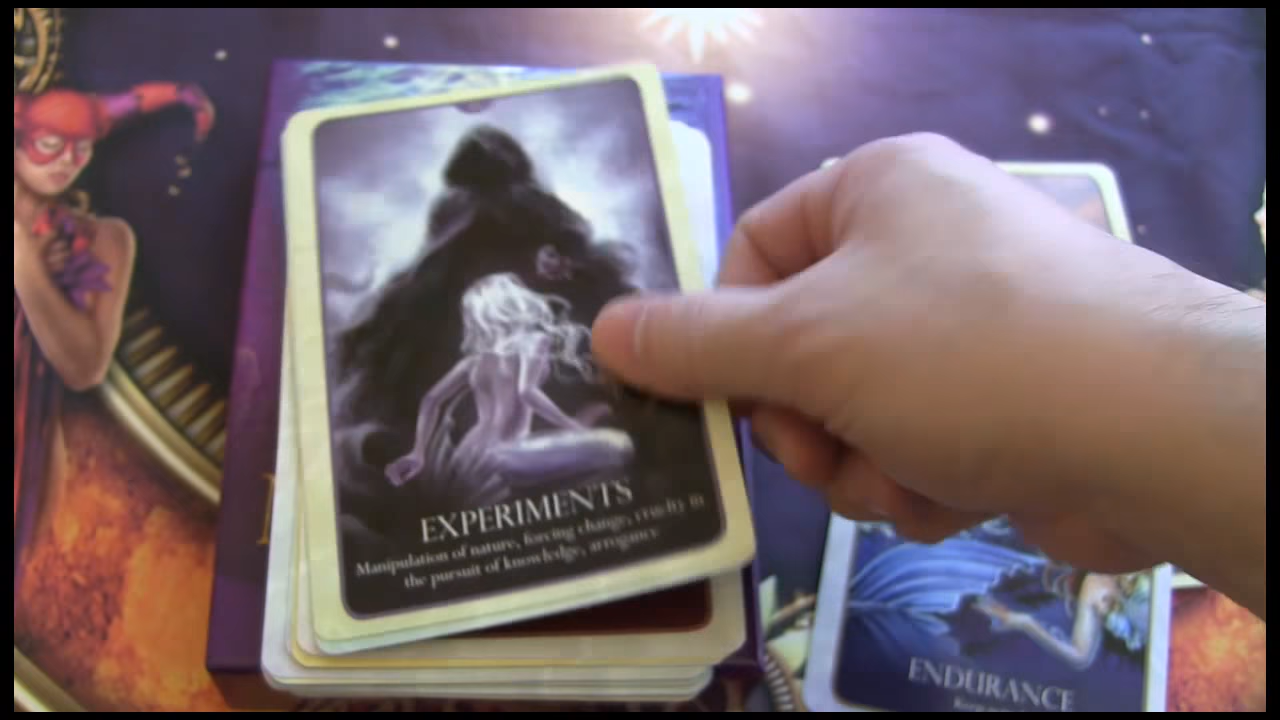 EXPERIMENTS
Manipulation of nature, forcing change, cruelty in
the pursuit of knowledge, arrogance
ENDURANCE